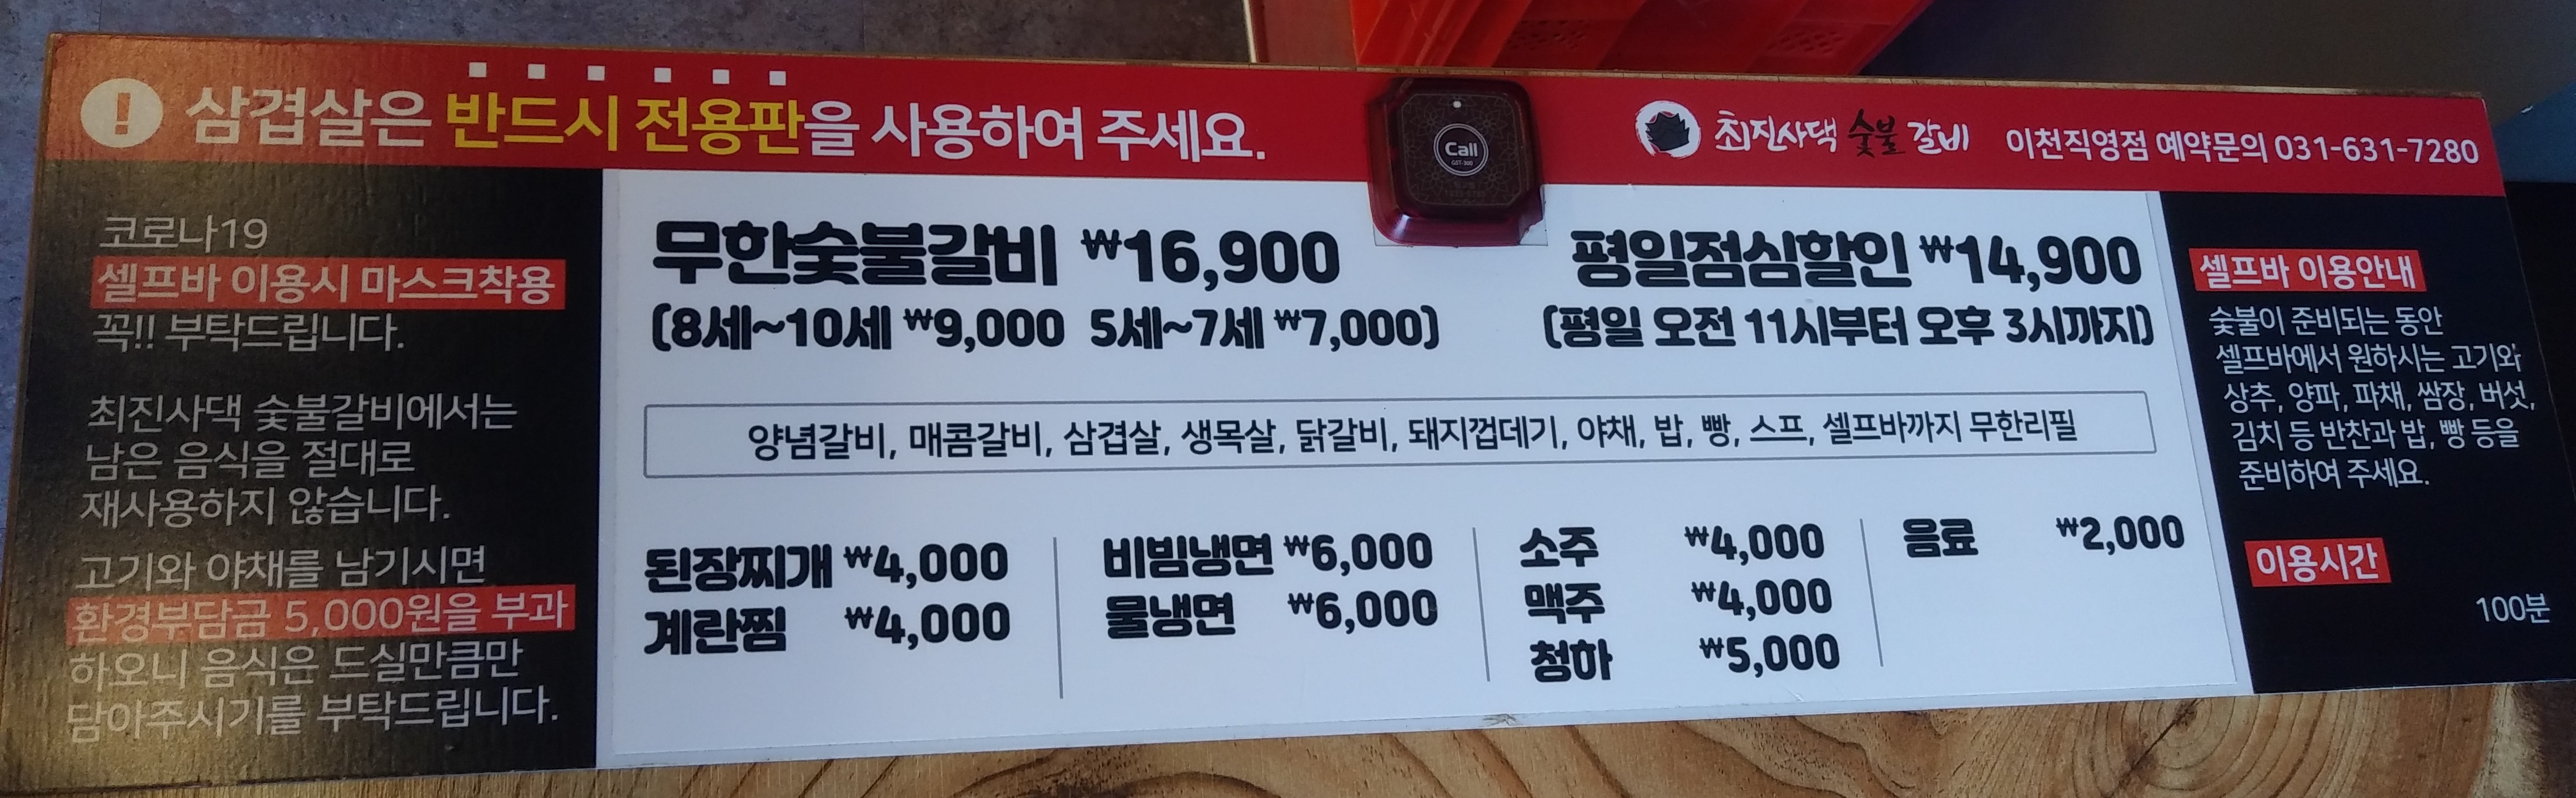 ! 삼겹살은 반드시 전용판을 사용하여 주세요.
Call
최진사댁 숯불 갈비 이천직영점 예약문의 031-631-7280
코로나19
셀프바 이용시 마스크착용
꼭!! 부탁드립니다.
최진사댁 숯불갈비에서는
남은 음식을 절대로
재사용하지 않습니다.
고기와 야채를 남기시면
환경부담금 5,000원을 부과
하오니 음식은 드실만큼만
담아주시기를 부탁드립니다.
무한숯불갈비 ₩16,900
(8세~10세 ₩9,000 5세~7세 ₩7,000)
평일점심할인 ₩14,900
(평일 오전 11시부터 오후 3시까지)
양념갈비, 매콤갈비, 삼겹살, 생목살, 닭갈비, 돼지껍데기, 야채, 밥, 빵, 스프, 셀프바까지 무한리필
된장찌개 ₩4,000
계란찜 ₩4,000
비빔냉면 ₩6,000
물냉면 ₩6,000
소주 ₩4,000
맥주 ₩4,000
청하 ₩5,000
음료 ₩2,000
셀프바 이용안내
숯불이 준비되는 동안
셀프바에서 원하시는 고기와
상추, 양파, 파채, 쌈장, 버섯,
김치 등 반찬과 밥, 빵 등을
준비하여 주세요.
이용시간
100분